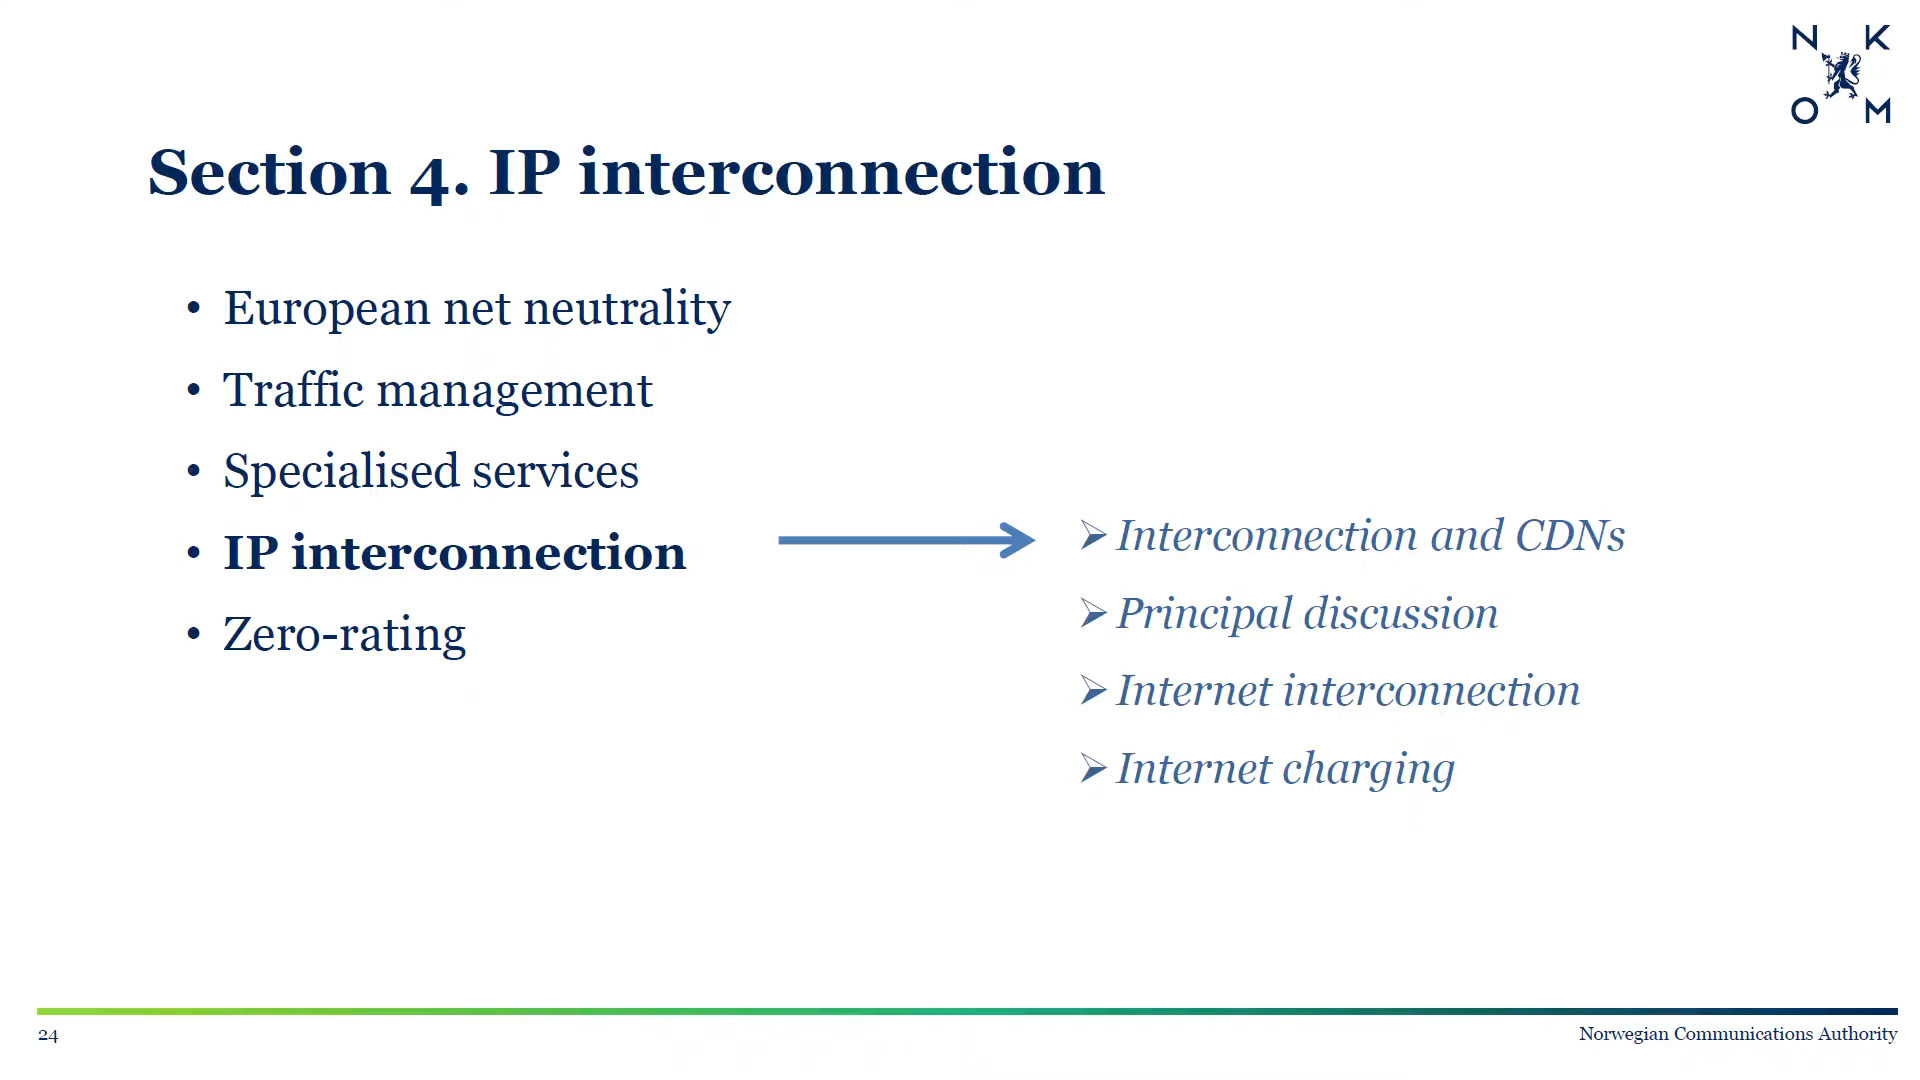 N K
O M
Section 4. IP interconnection
• European net neutrality
• Traffic management
• Specialised services
• IP interconnection
• Zero-rating
➢ Interconnection and CDNs
➢ Principal discussion
➢ Internet interconnection
➢ Internet charging
24
Norwegian Communications Authority